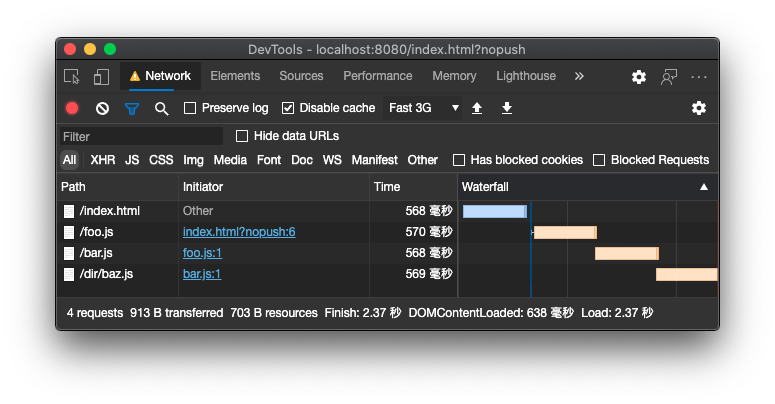 DevTools - localhost:8080/index.html?nopush
Network Elements Sources Performance Memory Lighthouse »
Preserve log Disable cache Fast 3G ▼
Filter Hide data URLs
All XHR JS CSS Img Media Font Doc WS Manifest Other Has blocked cookies Blocked Requests
Path Initiator Time Waterfall ▲
/index.html Other 568 毫秒
/foo.js index.html?nopush:6 570 毫秒
/bar.js foo.js:1 568 毫秒
/dir/baz.js bar.js:1 569 毫秒
4 requests 913 B transferred 703 B resources Finish: 2.37 秒 DOMContentLoaded: 638 毫秒 Load: 2.37 秒